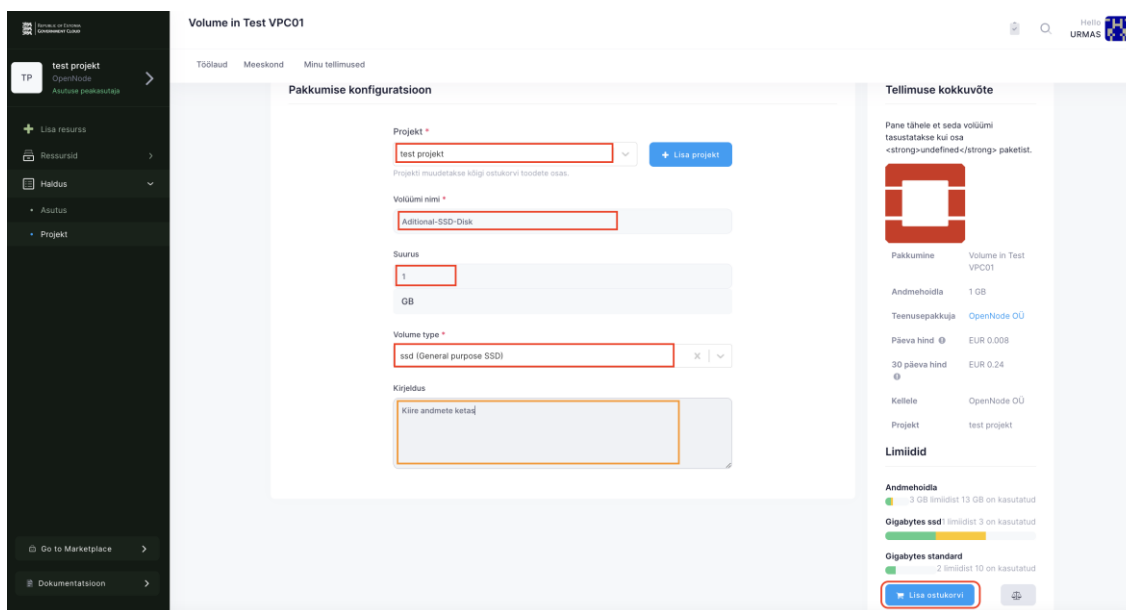 REPUBLIC OF ESTONIA
GOVERNMENT CLOUD
Volume in Test VPC01
Hello
URMAS
TP
test projekt
OpenNode
Asutuse peakasutaja
Töölaud
Meeskond
Minu tellimused
Lisa resurss
Ressursid
Haldus
Asutus
Projekt
Go to Marketplace
Dokumentatsioon
Pakkumise konfiguratsioon
Projekt *
test projekt
+ Lisa projekt
Projekti muudetakse kõigi ostukorvi toodete osas.
Volüümi nimi *
Aditional-SSD-Disk
Suurus
1
GB
Volume type *
ssd (General purpose SSD)
Kirjeldus
Kiire andmete ketas
Tellimuse kokkuvõte
Pane tähele et seda volüümi
tasustatakse kui osa
<strong>undefined</strong> paketist.
Pakkumine Volume in Test
VPC01
Andmehoidla 1 GB
Teenusepakkuja OpenNode OÜ
Päeva hind EUR 0.008
30 päeva hind EUR 0.24
Kellele OpenNode OÜ
Projekt test projekt
Limiidid
Andmehoidla
3 GB limiidist 13 GB on kasutatud
Gigabytes ssd 1 limiidist 3 on kasutatud
Gigabytes standard
2 limiidist 10 on kasutatud
Lisa ostukorvi